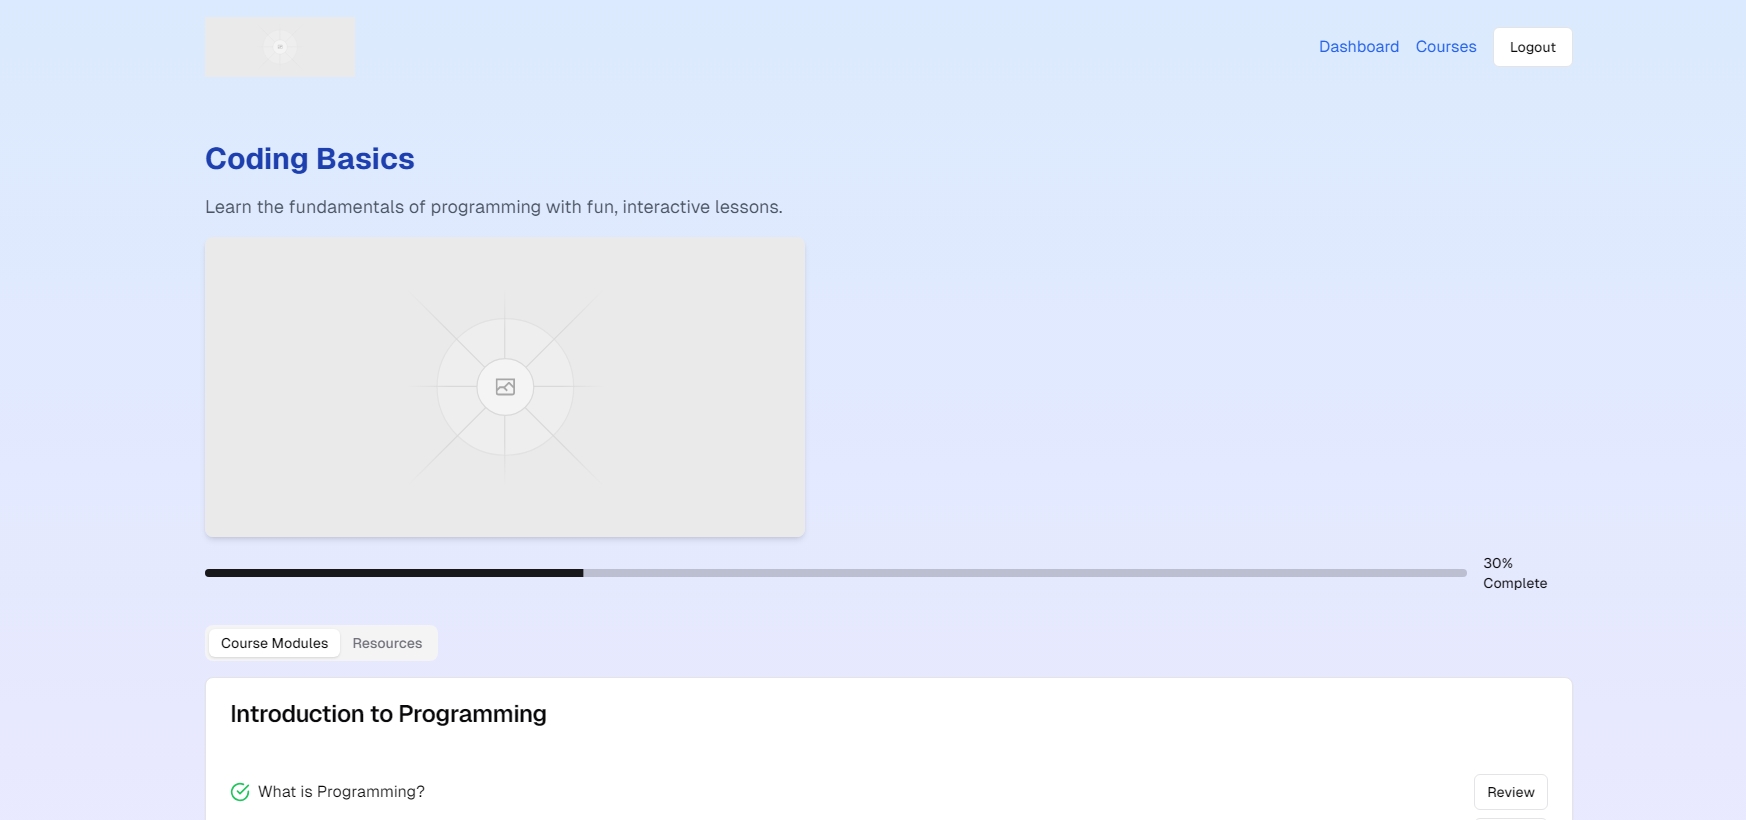 Dashboard Courses Logout
Coding Basics
Learn the fundamentals of programming with fun, interactive lessons.
30%
Complete
Course Modules Resources
Introduction to Programming
What is Programming? Review